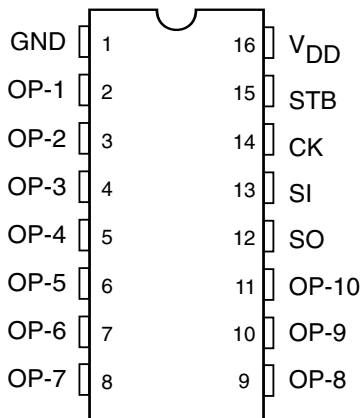 GND 1 16 VDD
OP-1 2 15 STB
OP-2 3 14 CK
OP-3 4 13 SI
OP-4 5 12 SO
OP-5 6 11 OP-10
OP-6 7 10 OP-9
OP-7 8 9 OP-8